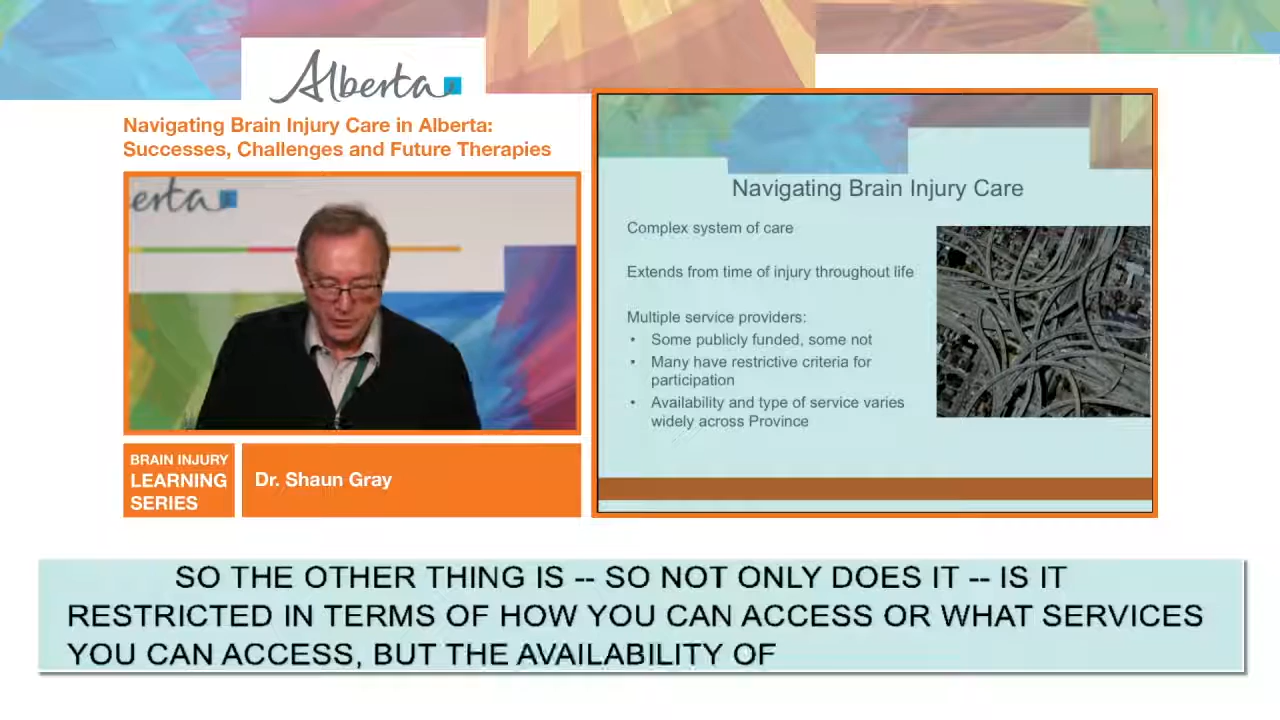 Alberta
Navigating Brain Injury Care in Alberta:
Successes, Challenges and Future Therapies
erta
BRAIN INJURY
LEARNING
SERIES
Dr. Shaun Gray
Navigating Brain Injury Care
Complex system of care
Extends from time of injury throughout life
Multiple service providers:
• Some publicly funded, some not
• Many have restrictive criteria for
participation
• Availability and type of service varies
widely across Province
SO THE OTHER THING IS -- SO NOT ONLY DOES IT -- IS IT
RESTRICTED IN TERMS OF HOW YOU CAN ACCESS OR WHAT SERVICES
YOU CAN ACCESS, BUT THE AVAILABILITY OF